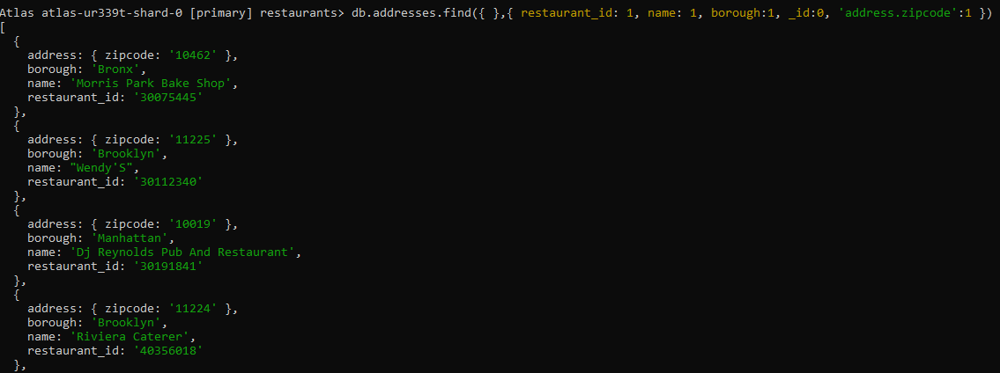 Atlas atlas-ur339t-shard-0 [primary] restaurants> db.addresses.find({ },{ restaurant_id: 1, name: 1, borough:1, _id:0, 'address.zipcode':1 })
[
  {
    address: { zipcode: '10462' },
    borough: 'Bronx',
    name: 'Morris Park Bake Shop',
    restaurant_id: '30075445'
  },
  {
    address: { zipcode: '11225' },
    borough: 'Brooklyn',
    name: "Wendy'S",
    restaurant_id: '30112340'
  },
  {
    address: { zipcode: '10019' },
    borough: 'Manhattan',
    name: 'Dj Reynolds Pub And Restaurant',
    restaurant_id: '30191841'
  },
  {
    address: { zipcode: '11224' },
    borough: 'Brooklyn',
    name: 'Riviera Caterer',
    restaurant_id: '40356018'
  },